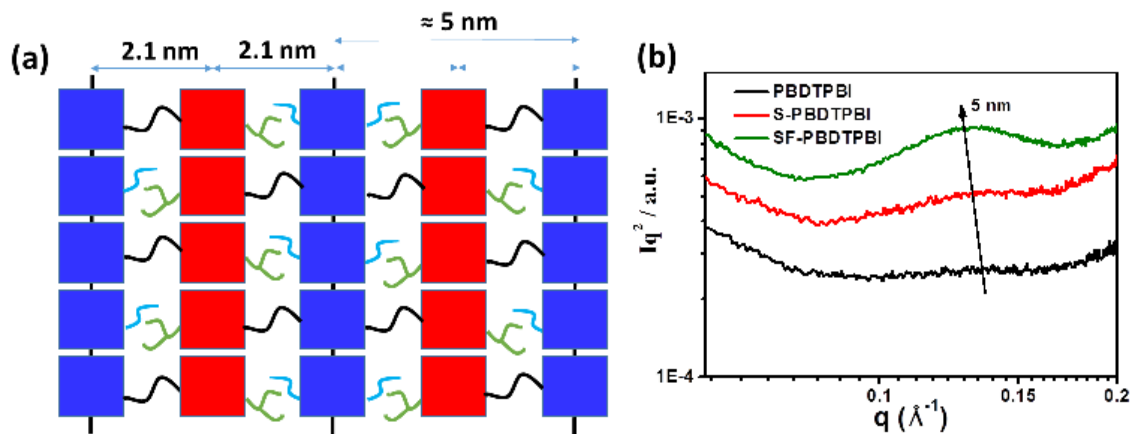 (a)
≈ 5 nm
2.1 nm
2.1 nm
(b)
PBDTPBI
S-PBDTPBI
SF-PBDTPBI
5 nm
1E-3
1E-4
Iq² / a.u.
0.1
0.15
0.2
q (Å⁻¹)